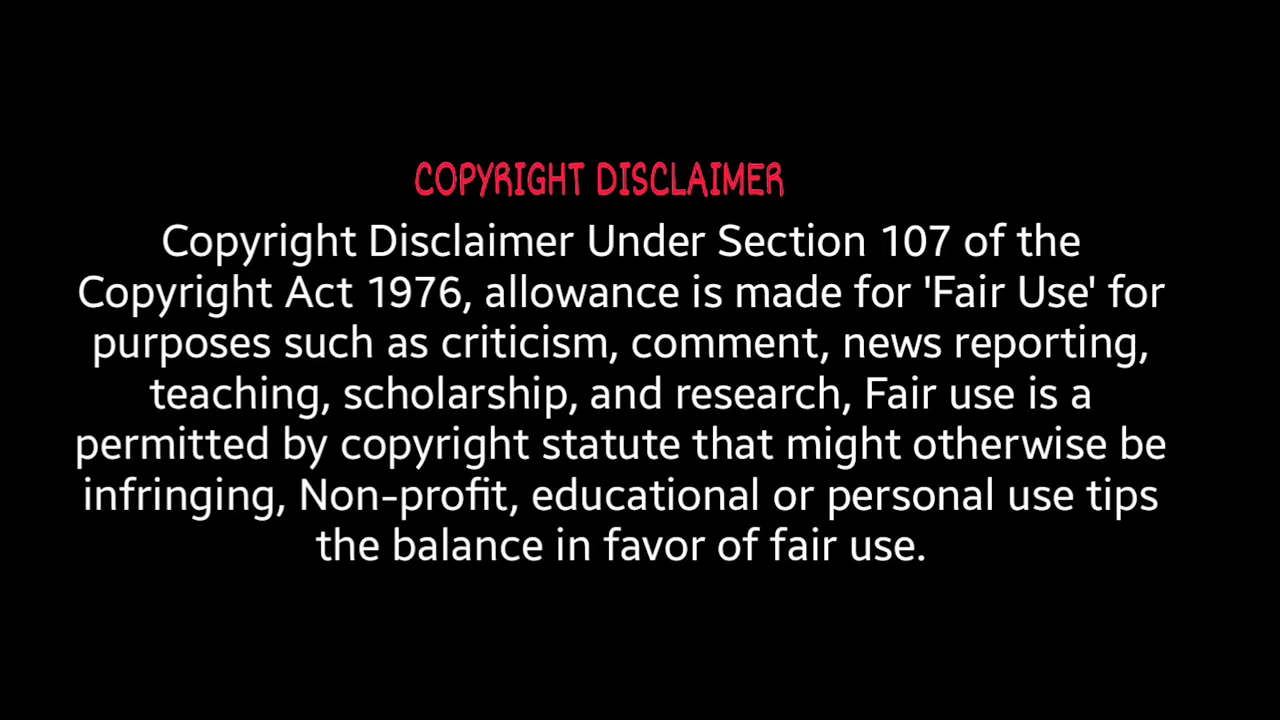 COPYRIGHT DISCLAIMER
Copyright Disclaimer Under Section 107 of the
Copyright Act 1976, allowance is made for 'Fair Use' for
purposes such as criticism, comment, news reporting,
teaching, scholarship, and research, Fair use is a
permitted by copyright statute that might otherwise be
infringing, Non-profit, educational or personal use tips
the balance in favor of fair use.